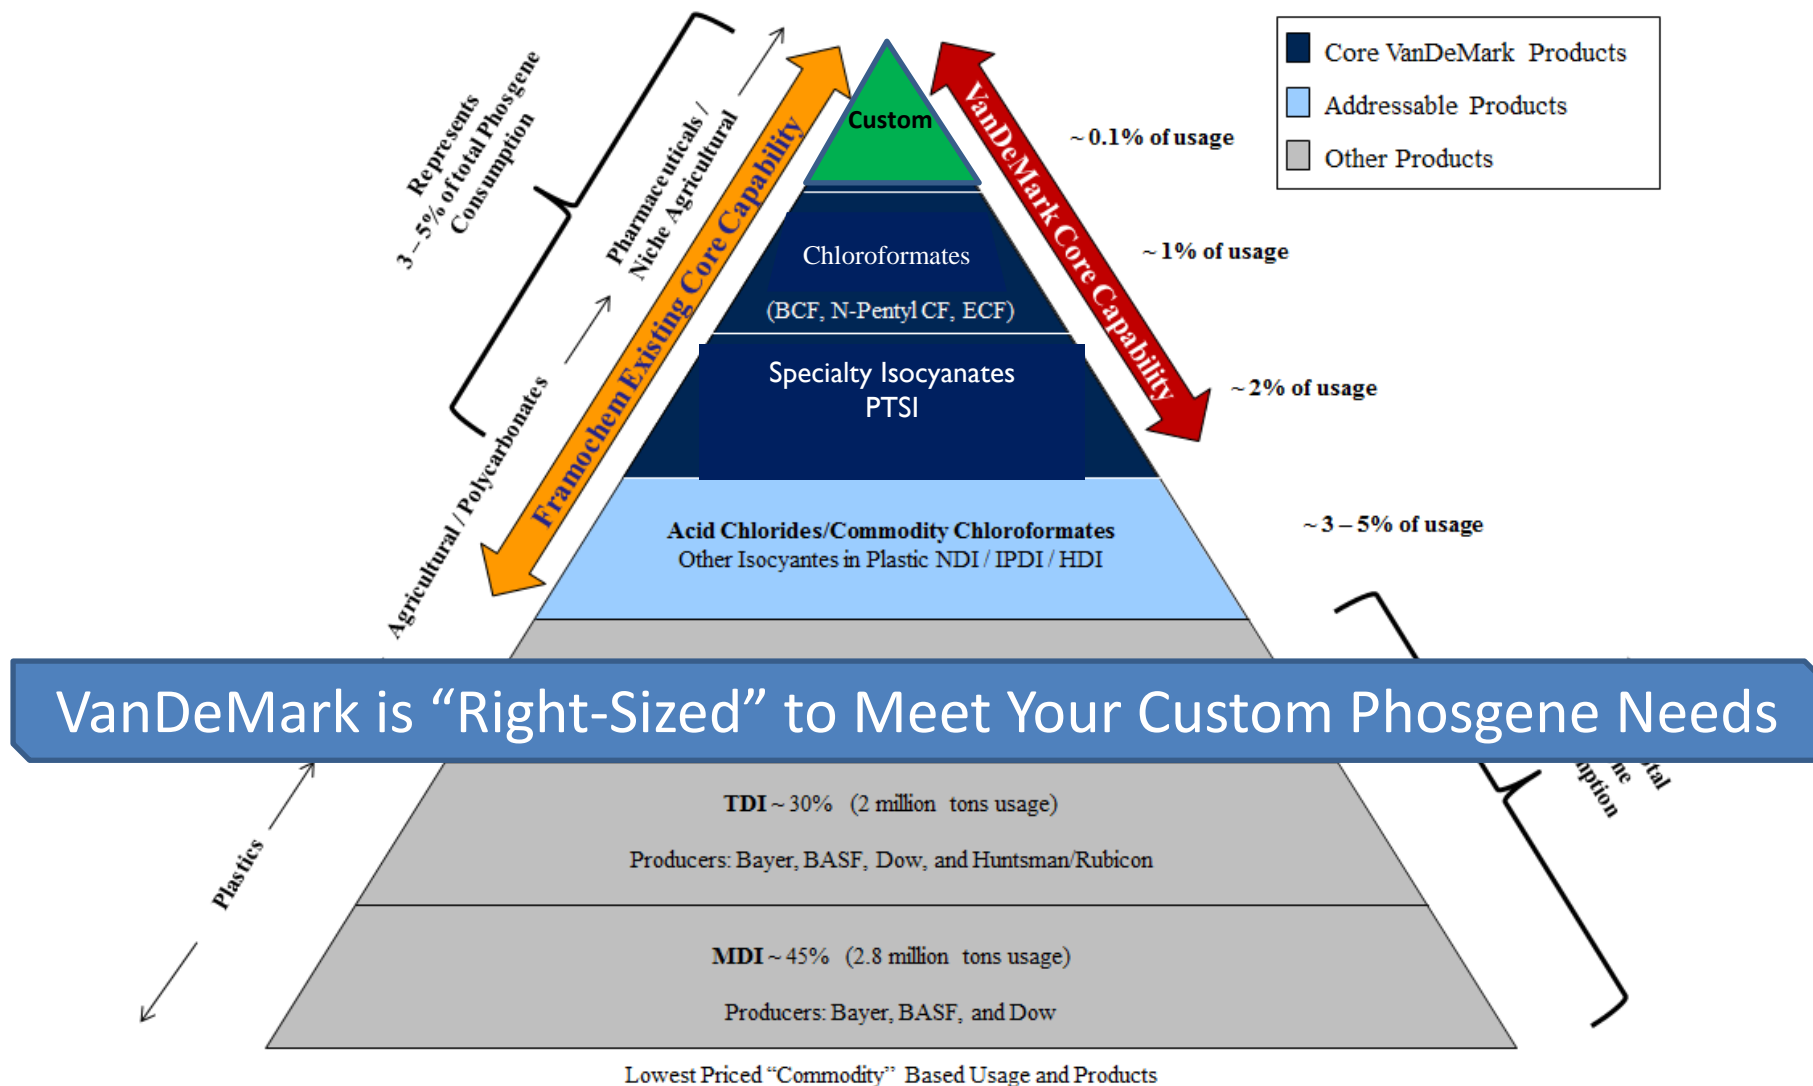 Core VanDeMark Products
Addressable Products
Other Products
Represents
3 – 5% of total Phosgene
Consumption
Pharmaceuticals /
Niche Agricultural
Agricultural / Polycarbonates
Plastics
Framochem Existing Core Capability
VanDeMark Core Capability
Custom
~ 0.1% of usage
Chloroformates
(BCF, N-Pentyl CF, ECF)
~ 1% of usage
Specialty Isocyanates
PTSI
~ 2% of usage
Acid Chlorides/Commodity Chloroformates
Other Isocyantes in Plastic NDI / IPDI / HDI
~ 3 – 5% of usage
VanDeMark is “Right-Sized” to Meet Your Custom Phosgene Needs
TDI ~ 30% (2 million tons usage)
Producers: Bayer, BASF, Dow, and Huntsman/Rubicon
MDI ~ 45% (2.8 million tons usage)
Producers: Bayer, BASF, and Dow
Lowest Priced “Commodity” Based Usage and Products